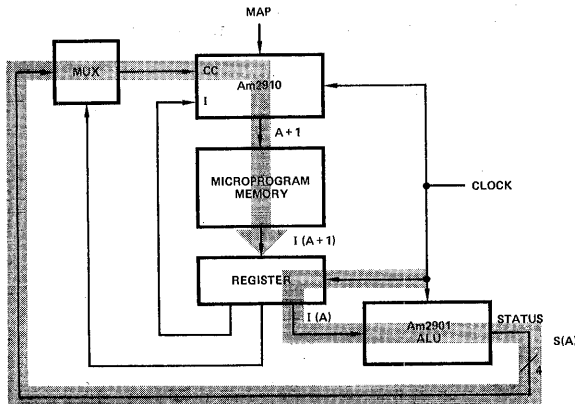 MAP
MUX
CC
Am2910
I
A + 1
MICROPROGRAM
MEMORY
CLOCK
I (A + 1)
REGISTER
I (A)
Am2901
ALU
STATUS
S(A)
4